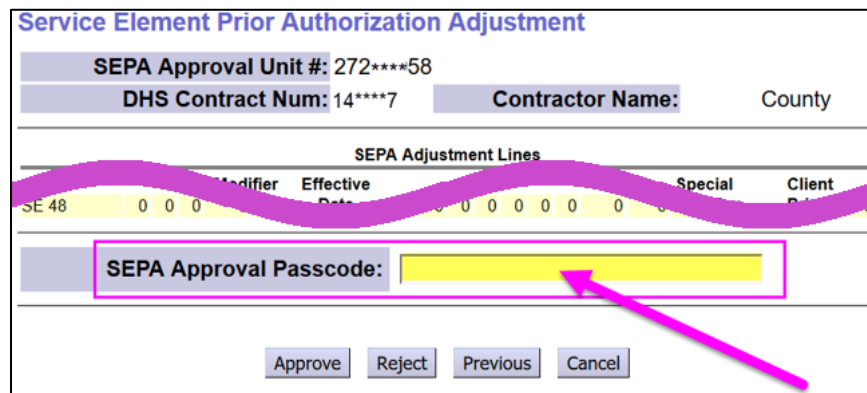 Service Element Prior Authorization Adjustment
SEPA Approval Unit #: 272****58
DHS Contract Num: 14****7 Contractor Name: County
SEPA Adjustment Lines
Modifier Effective Special Client
SE 48 0 0 0 0 0 0 0 0 0
SEPA Approval Passcode:
Approve Reject Previous Cancel